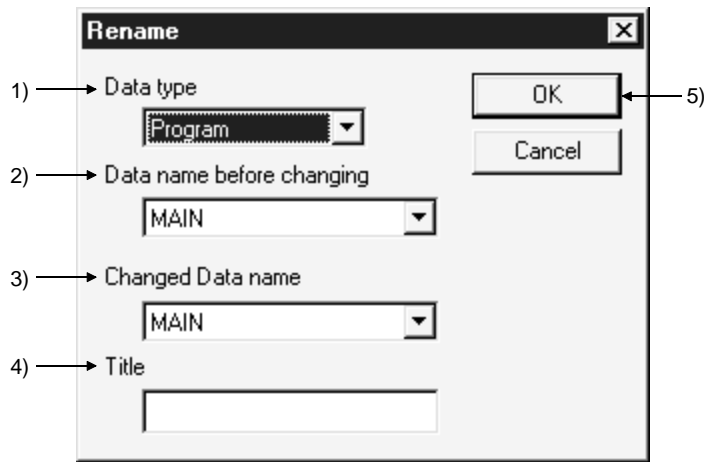 Rename
1) Data type
OK
5)
Program
Cancel
2) Data name before changing
MAIN
3) Changed Data name
MAIN
4) Title